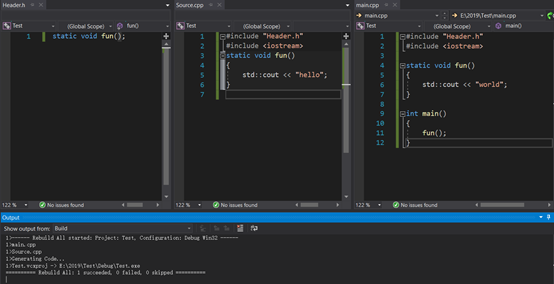 Header.h
Test
(Global Scope)
fun()
1 static void fun();
122 %
No issues found
Source.cpp
Test
(Global Scope)
1 #include "Header.h"
2 #include <iostream>
3 static void fun()
4 {
5 std::cout << "hello";
6 }
7
122 %
No issues found
main.cpp
main.cpp
E:\2019\Test\main.cpp
Test
(Global Scope)
main()
1 #include "Header.h"
2 #include <iostream>
3
4 static void fun()
5 {
6 std::cout << "world";
7 }
8
9 int main()
10 {
11 fun();
12 }
122 %
No issues found
Output
Show output from: Build
1>------ Rebuild All started: Project: Test, Configuration: Debug Win32 ------
1>main.cpp
1>Source.cpp
1>Generating Code...
1>Test.vcxproj -> E:\2019\Test\Debug\Test.exe
========== Rebuild All: 1 succeeded, 0 failed, 0 skipped ==========